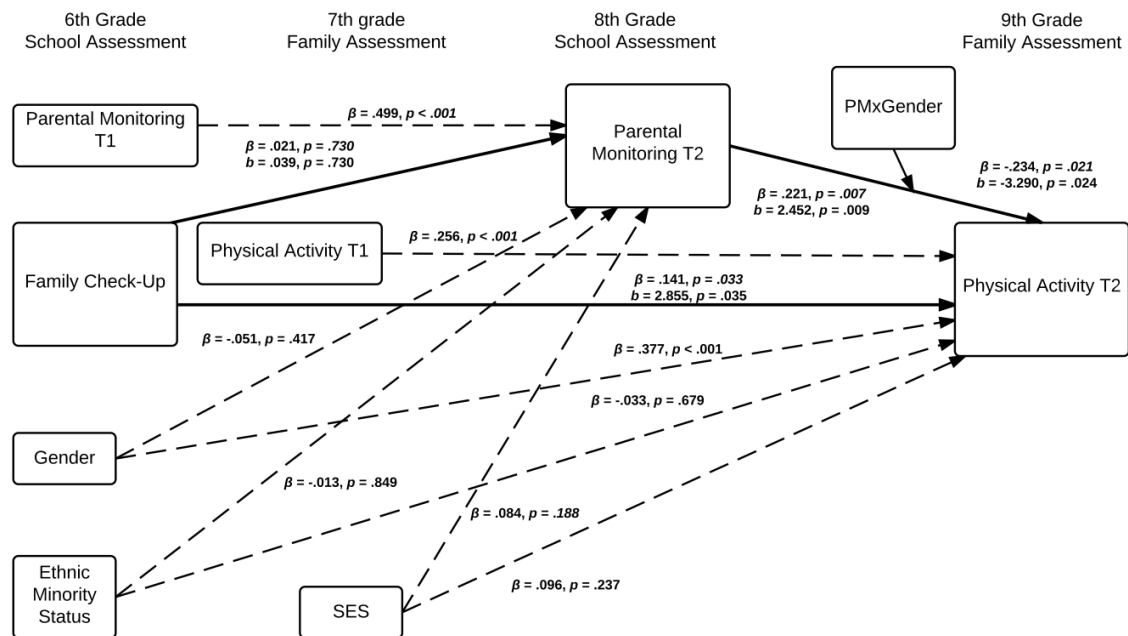 6th Grade
School Assessment
7th grade
Family Assessment
8th Grade
School Assessment
9th Grade
Family Assessment
Parental Monitoring
T1
β = .499, p < .001
β = .021, p = .730
b = .039, p = .730
Parental
Monitoring T2
PMxGender
β = -.234, p = .021
b = -3.290, p = .024
β = .221, p = .007
b = 2.452, p = .009
Family Check-Up
Physical Activity T1
β = .256, p < .001
β = .141, p = .033
b = 2.855, p = .035
Physical Activity T2
β = -.051, p = .417
β = .377, p < .001
β = -.033, p = .679
Gender
β = -.013, p = .849
β = .084, p = .188
β = .096, p = .237
Ethnic
Minority
Status
SES